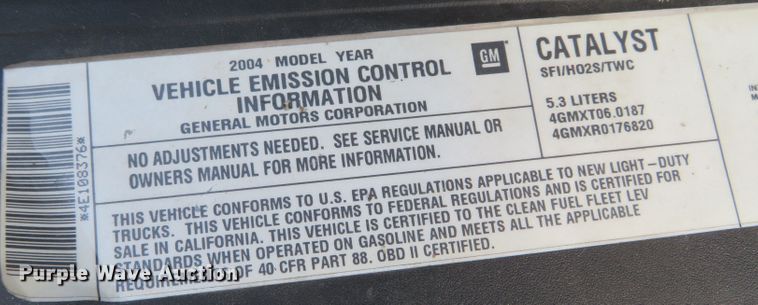 2004 MODEL YEAR
VEHICLE EMISSION CONTROL
INFORMATION
GENERAL MOTORS CORPORATION
GM
CATALYST
SFI/HO2S/TWC
5.3 LITERS
4GMXT06.0187
4GMXR0176820
NO ADJUSTMENTS NEEDED. SEE SERVICE MANUAL OR
OWNERS MANUAL FOR MORE INFORMATION.
THIS VEHICLE CONFORMS TO U.S. EPA REGULATIONS APPLICABLE TO NEW LIGHT-DUTY
TRUCKS. THIS VEHICLE CONFORMS TO FEDERAL REGULATIONS AND IS CERTIFIED FOR
SALE IN CALIFORNIA. THIS VEHICLE IS CERTIFIED TO THE CLEAN FUEL FLEET LEV
STANDARDS WHEN OPERATED ON GASOLINE AND MEETS ALL THE APPLICABLE
REQUIREMENTS OF 40 CFR PART 88. OBD II CERTIFIED.
*4E108376*
Purple Wave Auction